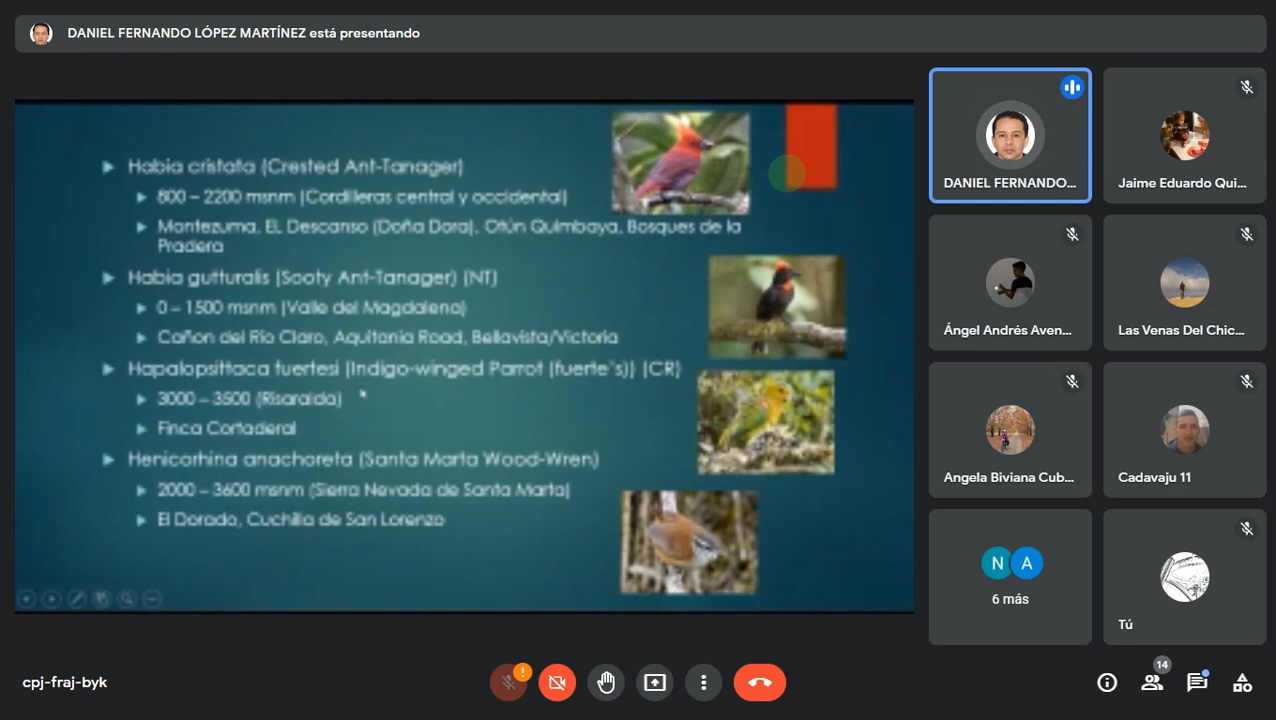 DANIEL FERNANDO LÓPEZ MARTÍNEZ está presentando
Habia cristata (Crested Ant-Tanager)
800 – 2200 msnm (Cordilleras central y occidental)
Montezuma, EL Descanso (Doña Dora), Otún Quimbaya, Bosques de la
Pradera
Habia gutturalis (Sooty Ant-Tanager) (NT)
0 – 1500 msnm (Valle del Magdalena)
Cañon del Río Claro, Aquitania Road, Bellavista/Victoria
Hapalopsittaca fuertesi (Indigo-winged Parrot (fuerte's)) (CR)
3000 – 3500 (Risaralda)
Finca Cortaderal
Henicorhina anachoreta (Santa Marta Wood-Wren)
2000 – 3600 msnm (Sierra Nevada de Santa Marta)
El Dorado, Cuchilla de San Lorenzo
DANIEL FERNANDO...
Jaime Eduardo Qui...
Ángel Andrés Aven...
Las Venas Del Chic...
Angela Biviana Cub...
Cadavaju 11
N A
6 más
Tú
cpj-fraj-byk
14